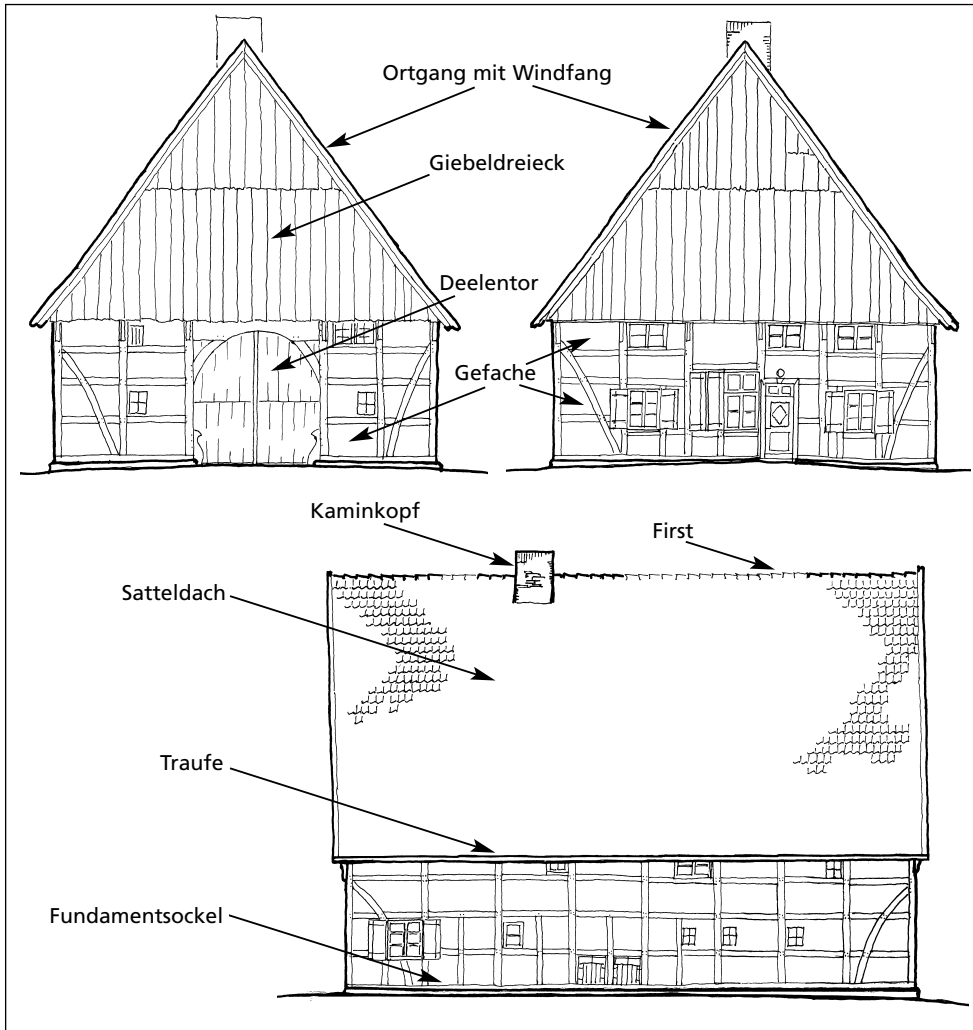 Ortgang mit Windfang
Giebeldreieck
Deelentor
Gefache
Kaminkopf
First
Satteldach
Traufe
Fundamentsockel